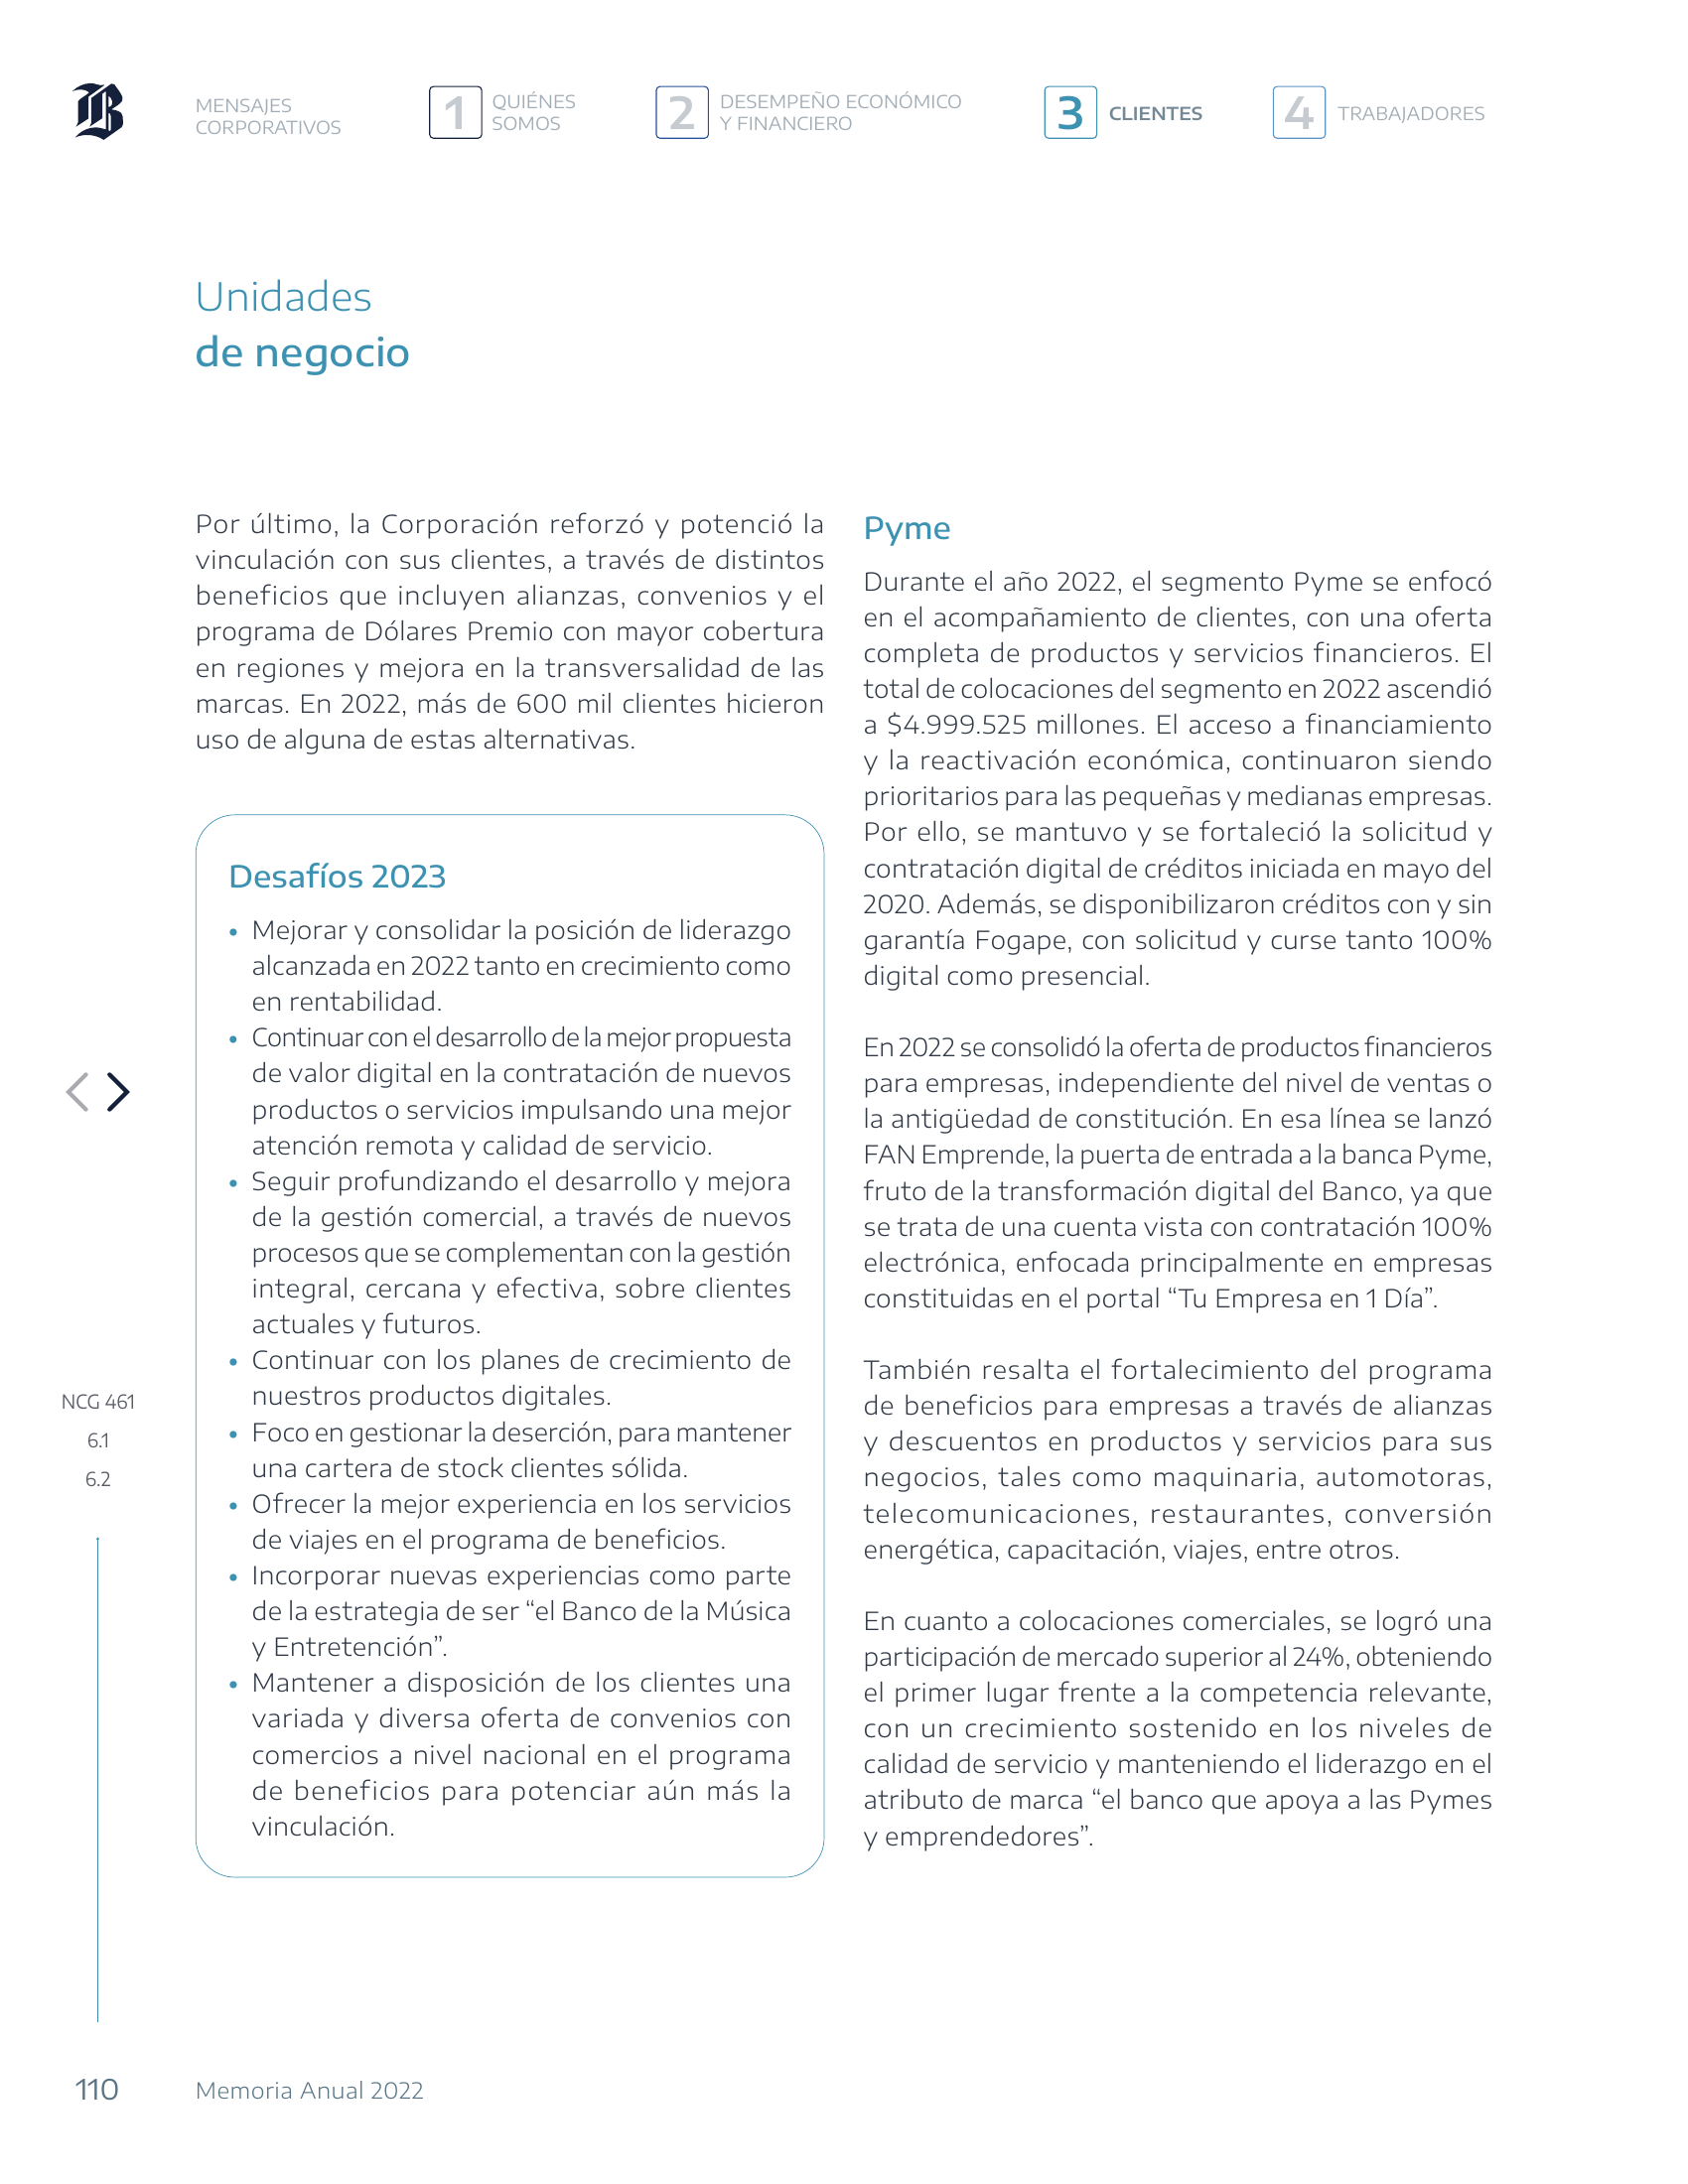 MENSAJES
CORPORATIVOS
1
QUIÉNES
SOMOS
2
DESEMPEÑO ECONÓMICO
Y FINANCIERO
3
CLIENTES
4
TRABAJADORES
Unidades
de negocio
Por último, la Corporación reforzó y potenció la
vinculación con sus clientes, a través de distintos
beneficios que incluyen alianzas, convenios y el
programa de Dólares Premio con mayor cobertura
en regiones y mejora en la transversalidad de las
marcas. En 2022, más de 600 mil clientes hicieron
uso de alguna de estas alternativas.
Desafíos 2023
• Mejorar y consolidar la posición de liderazgo
alcanzada en 2022 tanto en crecimiento como
en rentabilidad.
• Continuar con el desarrollo de la mejor propuesta
de valor digital en la contratación de nuevos
productos o servicios impulsando una mejor
atención remota y calidad de servicio.
• Seguir profundizando el desarrollo y mejora
de la gestión comercial, a través de nuevos
procesos que se complementan con la gestión
integral, cercana y efectiva, sobre clientes
actuales y futuros.
• Continuar con los planes de crecimiento de
nuestros productos digitales.
• Foco en gestionar la deserción, para mantener
una cartera de stock clientes sólida.
• Ofrecer la mejor experiencia en los servicios
de viajes en el programa de beneficios.
• Incorporar nuevas experiencias como parte
de la estrategia de ser “el Banco de la Música
y Entretención”.
• Mantener a disposición de los clientes una
variada y diversa oferta de convenios con
comercios a nivel nacional en el programa
de beneficios para potenciar aún más la
vinculación.
Pyme
Durante el año 2022, el segmento Pyme se enfocó
en el acompañamiento de clientes, con una oferta
completa de productos y servicios financieros. El
total de colocaciones del segmento en 2022 ascendió
a $4.999.525 millones. El acceso a financiamiento
y la reactivación económica, continuaron siendo
prioritarios para las pequeñas y medianas empresas.
Por ello, se mantuvo y se fortaleció la solicitud y
contratación digital de créditos iniciada en mayo del
2020. Además, se disponibilizaron créditos con y sin
garantía Fogape, con solicitud y curse tanto 100%
digital como presencial.
En 2022 se consolidó la oferta de productos financieros
para empresas, independiente del nivel de ventas o
la antigüedad de constitución. En esa línea se lanzó
FAN Emprende, la puerta de entrada a la banca Pyme,
fruto de la transformación digital del Banco, ya que
se trata de una cuenta vista con contratación 100%
electrónica, enfocada principalmente en empresas
constituidas en el portal “Tu Empresa en 1 Día”.
También resalta el fortalecimiento del programa
de beneficios para empresas a través de alianzas
y descuentos en productos y servicios para sus
negocios, tales como maquinaria, automotoras,
telecomunicaciones, restaurantes, conversión
energética, capacitación, viajes, entre otros.
En cuanto a colocaciones comerciales, se logró una
participación de mercado superior al 24%, obteniendo
el primer lugar frente a la competencia relevante,
con un crecimiento sostenido en los niveles de
calidad de servicio y manteniendo el liderazgo en el
atributo de marca “el banco que apoya a las Pymes
y emprendedores”.
NCG 461
6.1
6.2
110
Memoria Anual 2022